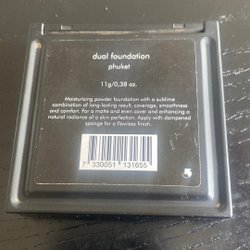 dual foundation
phuket
11g/0.38 oz.
Moisturizing powder foundation with a sublime
combination of long-lasting result, coverage, smoothness
and comfort. For a matte and even cover and enhancing a
natural radiance of a skin perfection. Apply with dampened
sponge for a flawless finish.
7 330051 131655